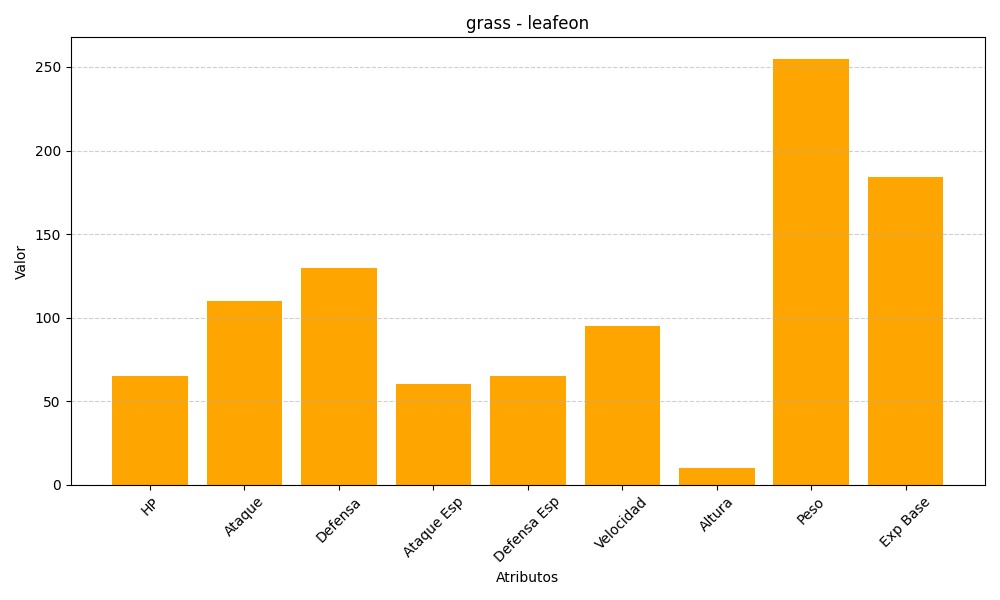 grass - leafeon
250
200
150
100
50
0
Valor
HP
Ataque
Defensa
Ataque Esp
Defensa Esp
Velocidad
Altura
Peso
Exp Base
Atributos